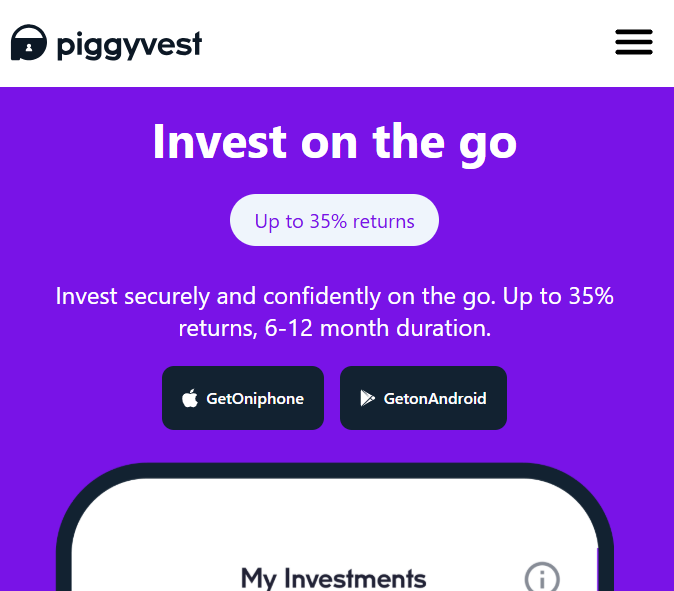 piggyvest
Invest on the go
Up to 35% returns
Invest securely and confidently on the go. Up to 35%
returns, 6-12 month duration.
GetOniphone
GetonAndroid
My Investments